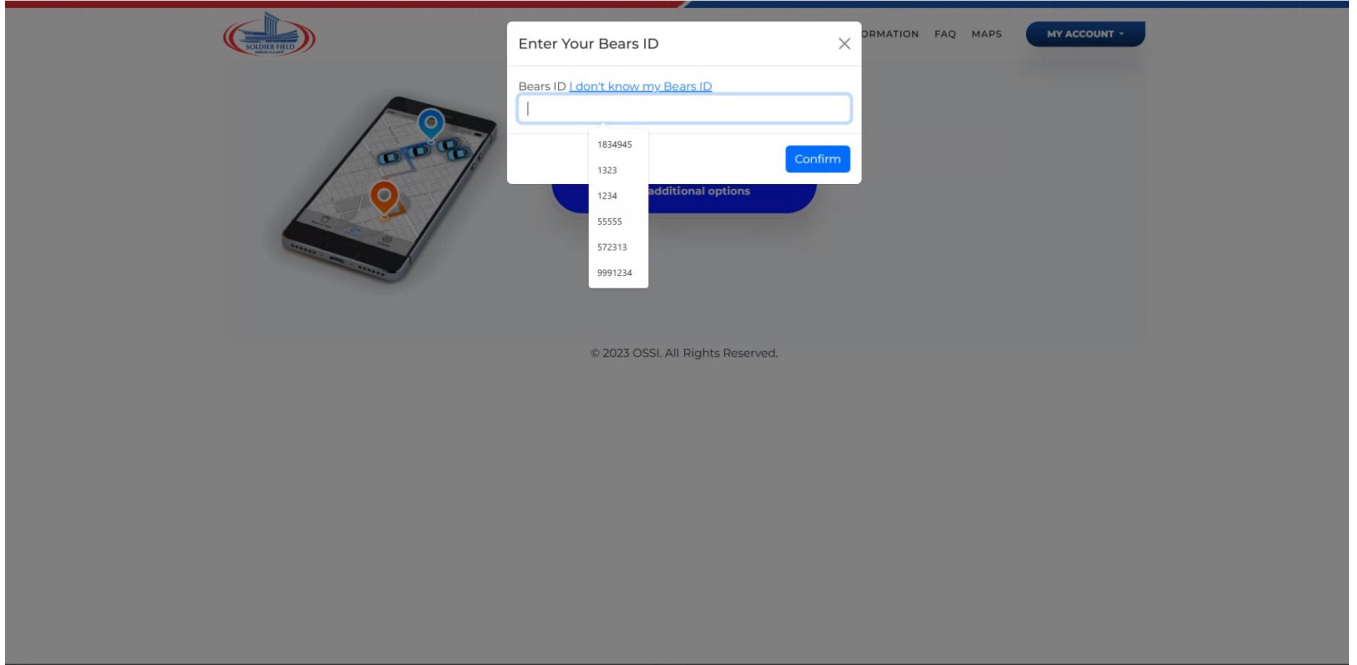 SOLDIER FIELD
ORMATION FAQ MAPS MY ACCOUNT
Enter Your Bears ID
Bears ID I don't know my Bears ID
1834945
1323
1234
55555
572313
9991234
Confirm
additional options
© 2023 OSSI. All Rights Reserved.